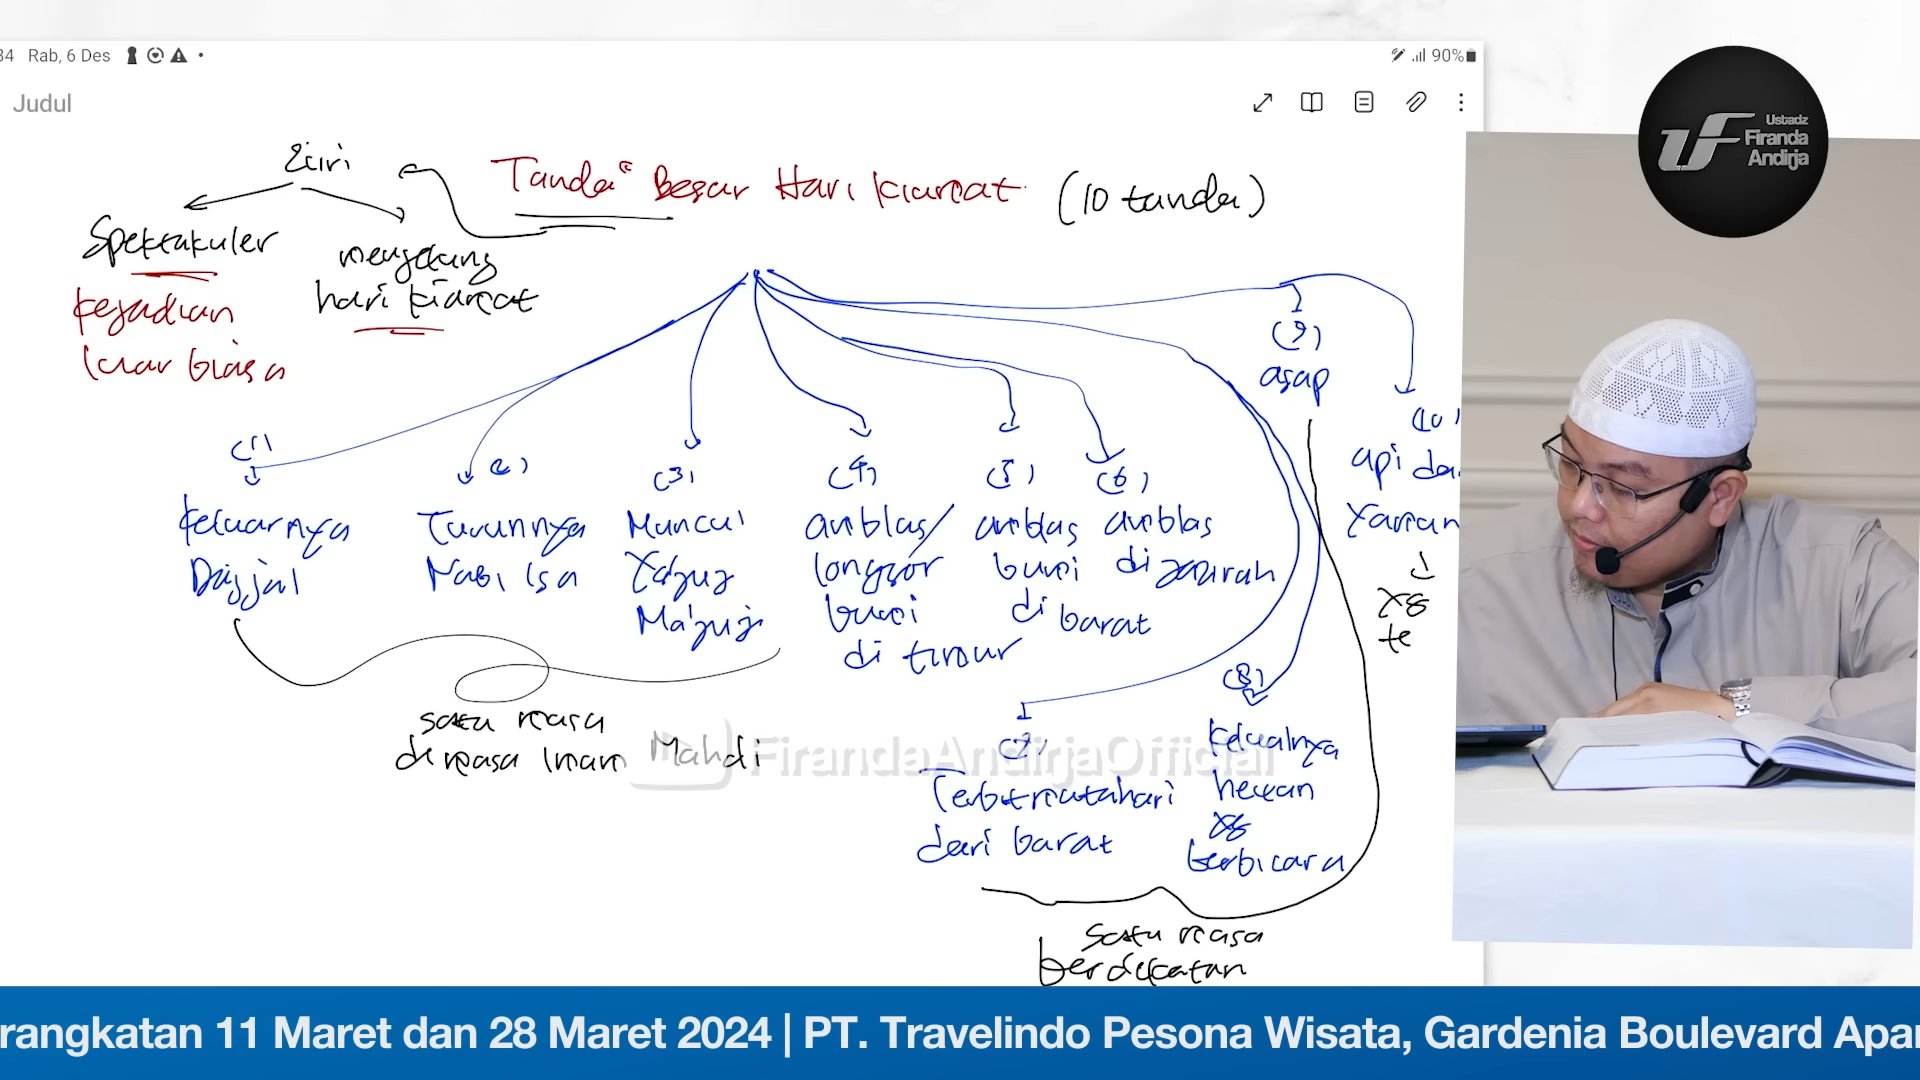 34 Rab, 6 Des
90%
Judul
2 ciri
Tanda² Besar Hari Kiamat (10 tanda)
Spektakuler
kejadian
luar biasa
menjelang
hari kiamat
(1)
keluarnya
Dajjal
(2)
Turunnya
Nabi Isa
(3)
Muncul
Ya'juj
Ma'juj
(4)
amblas/
longsor
bumi
di timur
(5)
amblas
bumi
di barat
(6)
amblas
di jazirah
(7)
Terbit matahari
dari barat
(8)
keluarnya
hewan
yg
berbicara
(9)
asap
(10)
api da
Yaman
yg
te
satu masa
di masa Imam Mahdi
satu masa
berdekatan
FirandaAndirjaOfficial
Ustadz
Firanda
Andirja
rangkatan 11 Maret dan 28 Maret 2024 | PT. Travelindo Pesona Wisata, Gardenia Boulevard Apar